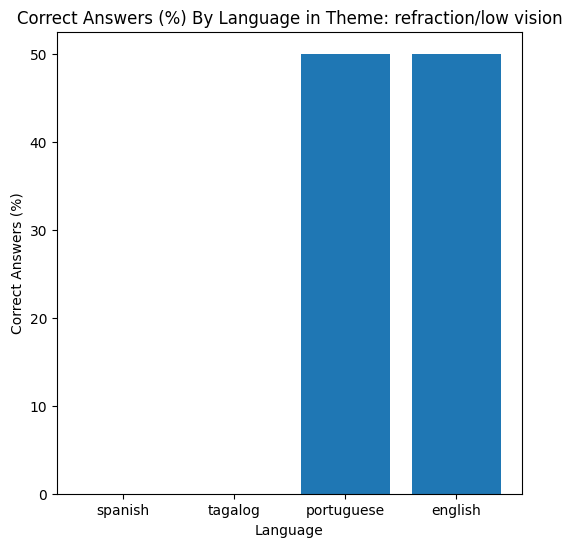 Correct Answers (%) By Language in Theme: refraction/low vision
50
40
30
20
10
0
Correct Answers (%)
spanish tagalog portuguese english
Language